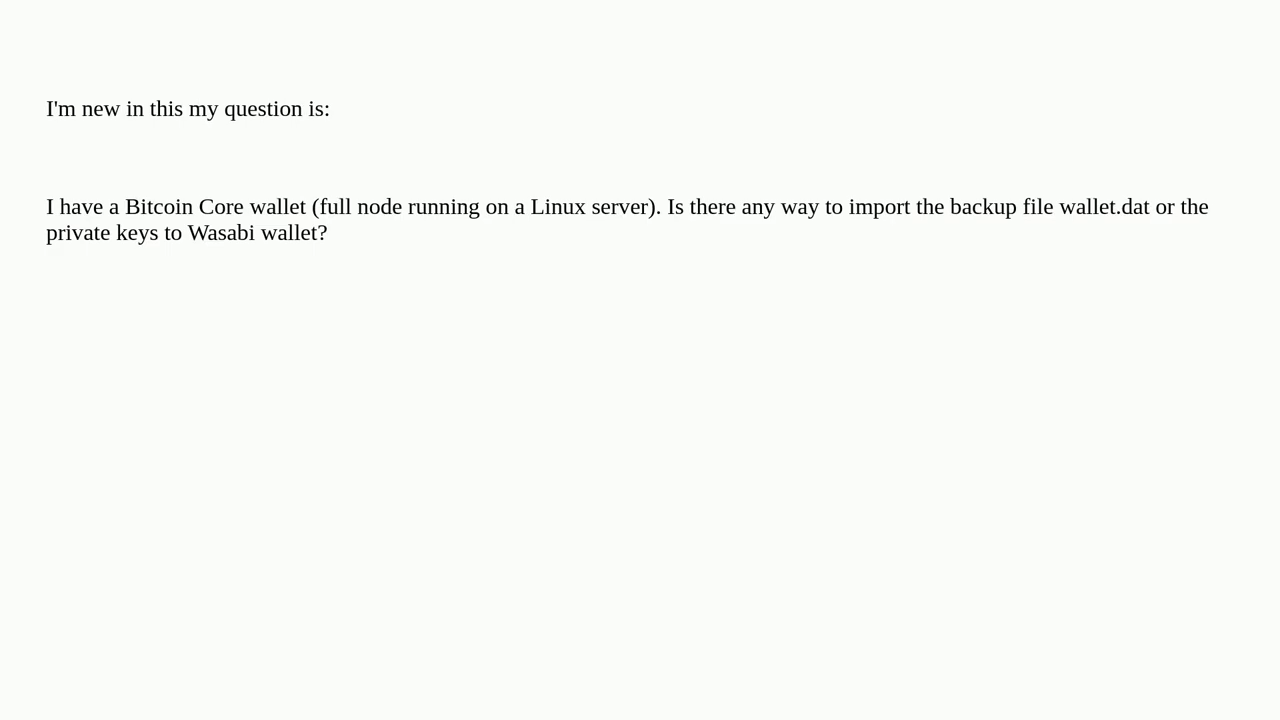 I'm new in this my question is:
I have a Bitcoin Core wallet (full node running on a Linux server). Is there any way to import the backup file wallet.dat or the
private keys to Wasabi wallet?